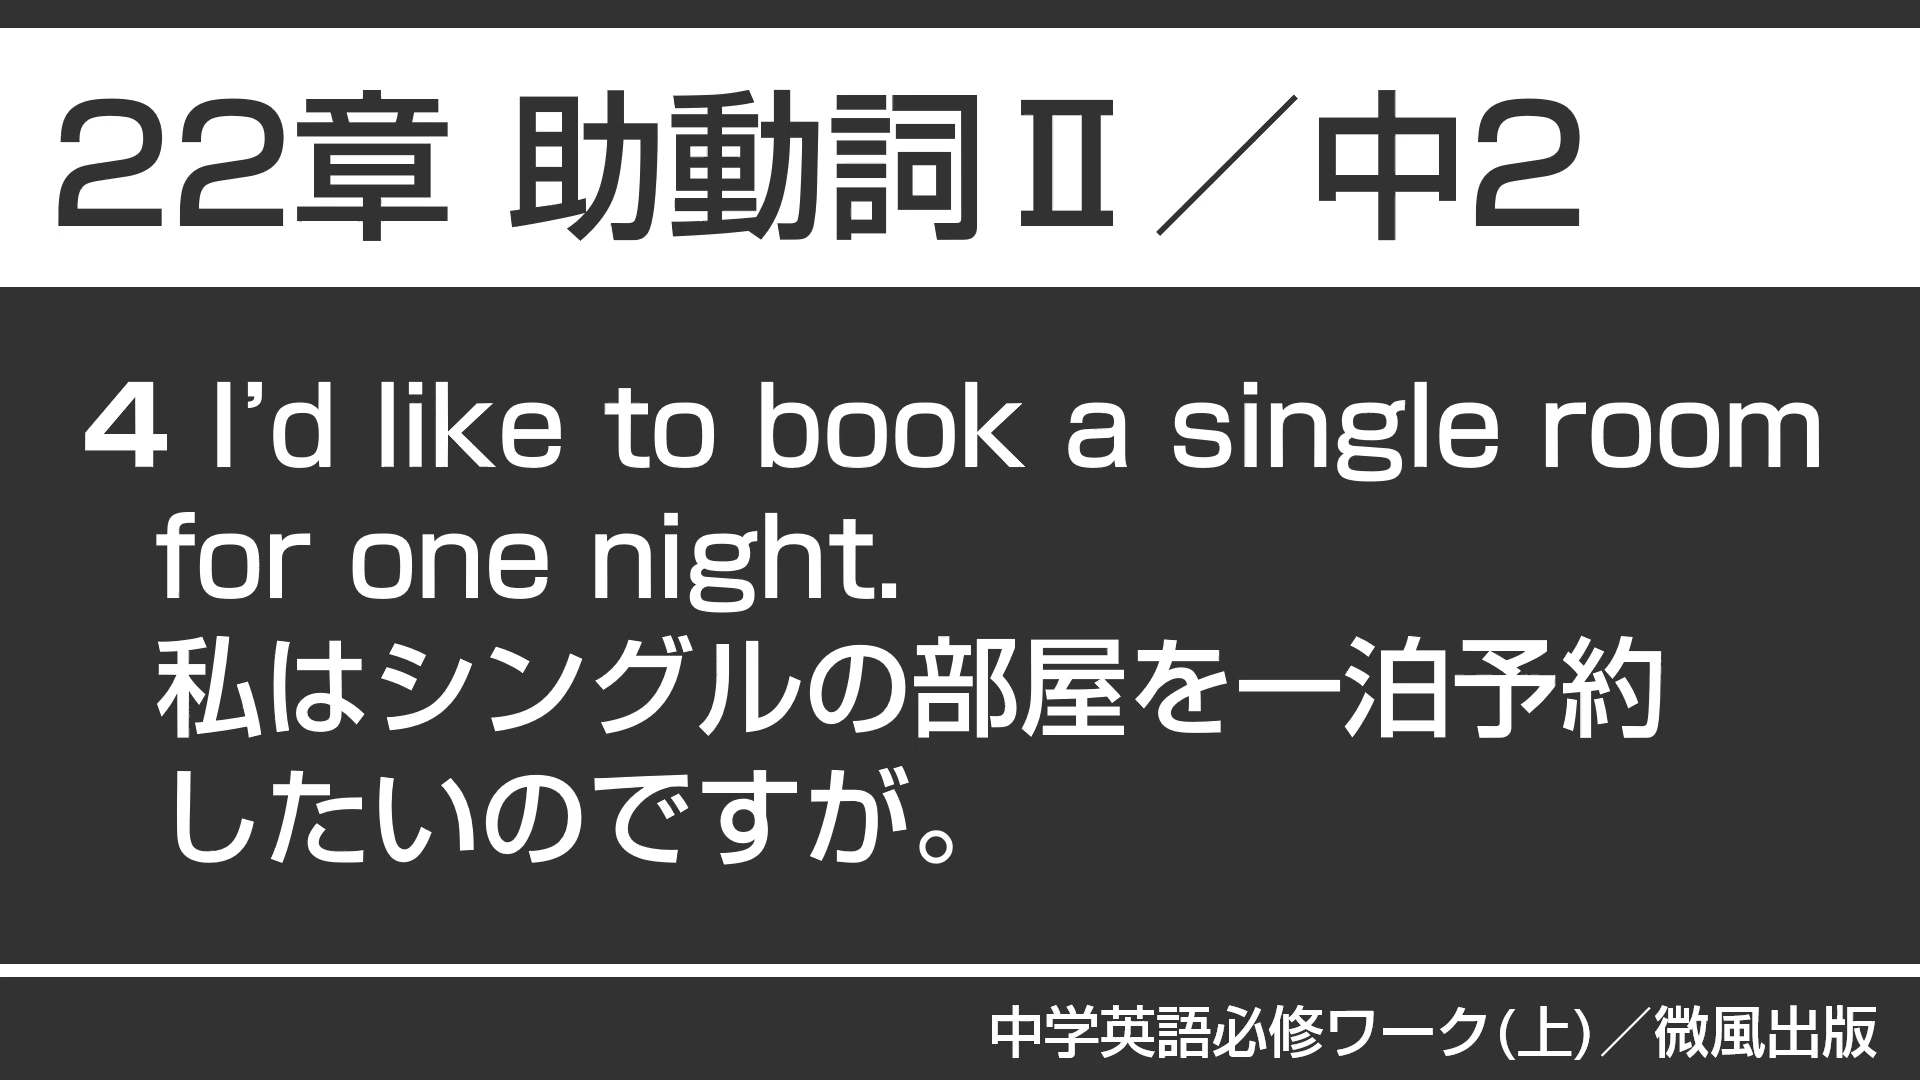 22章 助動詞Ⅱ／中2
4 I’d like to book a single room
for one night.
私はシングルの部屋を一泊予約
したいのですが。
中学英語必修ワーク(上)／微風出版